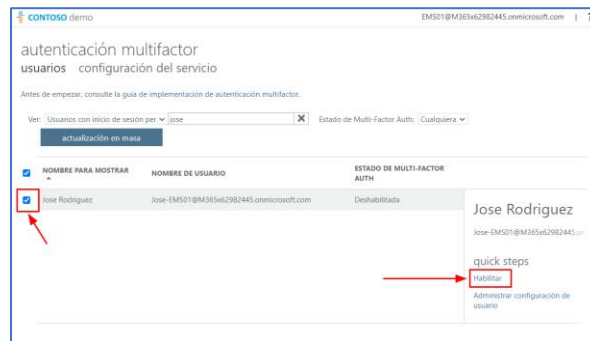 CONTOSO demo
EMS01@M365x62982445.onmicrosoft.com | ?
autenticación multifactor
usuarios configuración del servicio
Antes de empezar, consulte la guía de implementación de autenticación multifactor.
Ver: Usuarios con inicio de sesión per jose Estado de Multi-Factor Auth: Cualquiera
actualización en masa
NOMBRE PARA MOSTRAR NOMBRE DE USUARIO ESTADO DE MULTI-FACTOR AUTH
Jose Rodriguez Jose-EMS01@M365x62982445.onmicrosoft.com Deshabilitada
Jose Rodriguez
Jose-EMS01@M365x62982445.on
quick steps
Habilitar
Administrar configuración de
usuario